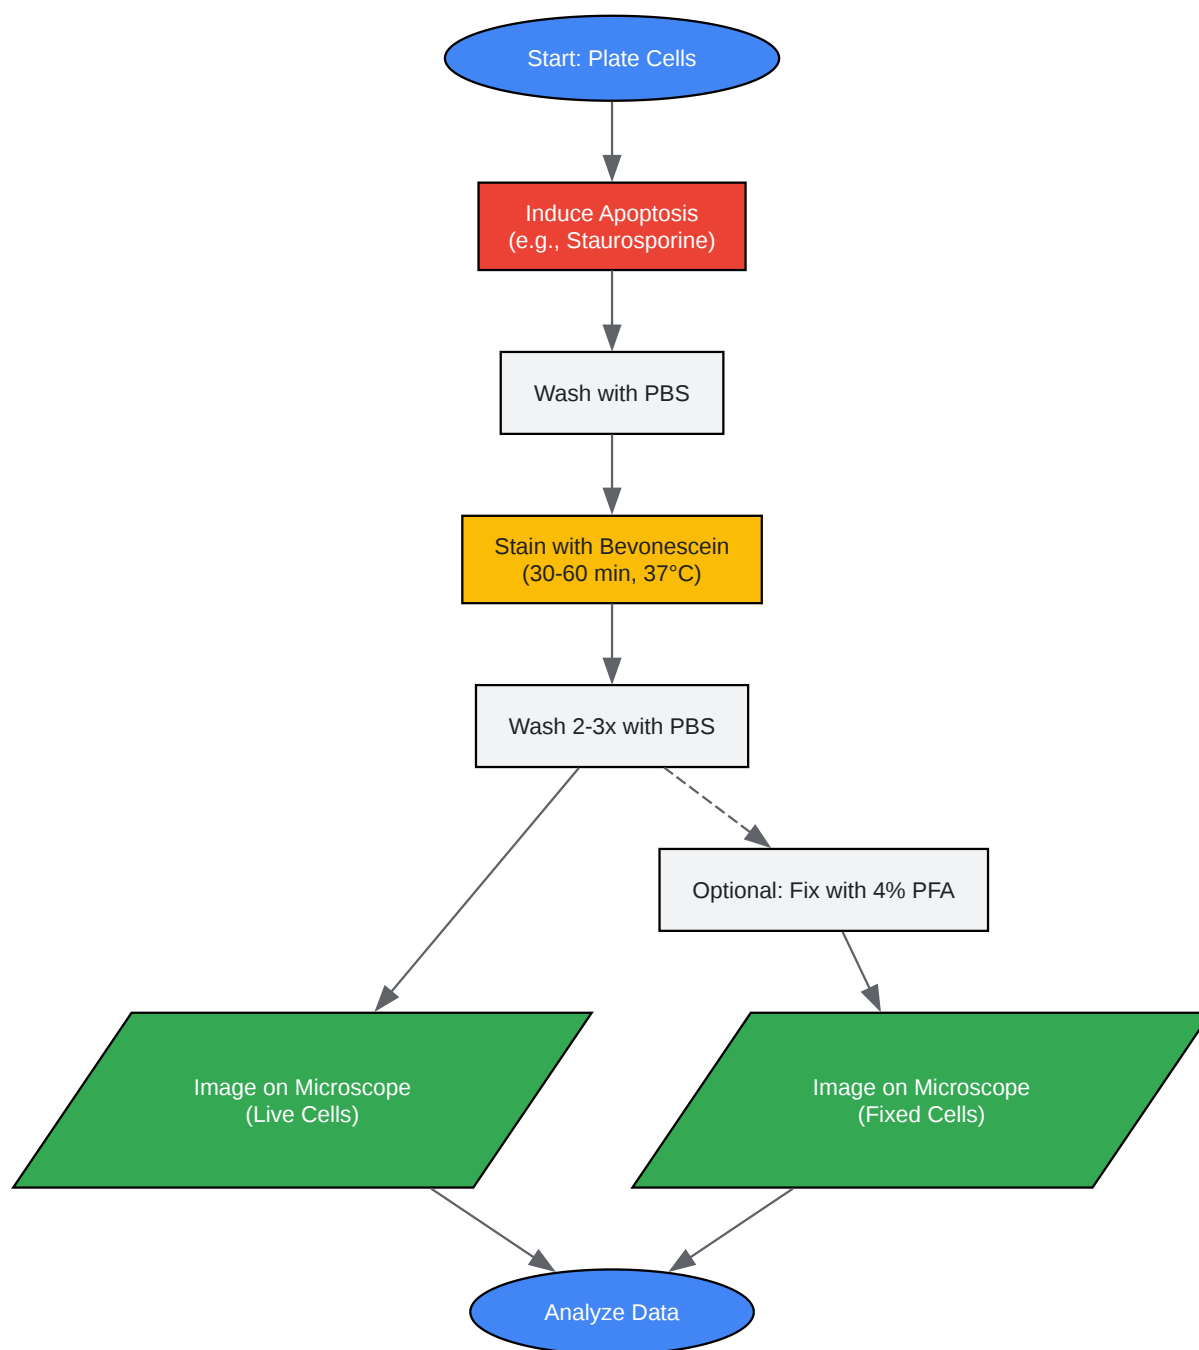 Start: Plate Cells
Induce Apoptosis
(e.g., Staurosporine)
Wash with PBS
Stain with Bevonescein
(30-60 min, 37°C)
Wash 2-3x with PBS
Optional: Fix with 4% PFA
Image on Microscope
(Live Cells)
Image on Microscope
(Fixed Cells)
Analyze Data